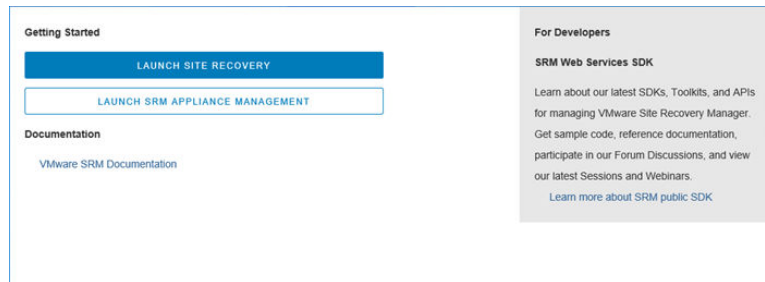 Getting Started
LAUNCH SITE RECOVERY
LAUNCH SRM APPLIANCE MANAGEMENT
Documentation
VMware SRM Documentation
For Developers
SRM Web Services SDK
Learn about our latest SDKs, Toolkits, and APIs
for managing VMware Site Recovery Manager.
Get sample code, reference documentation,
participate in our Forum Discussions, and view
our latest Sessions and Webinars.
Learn more about SRM public SDK